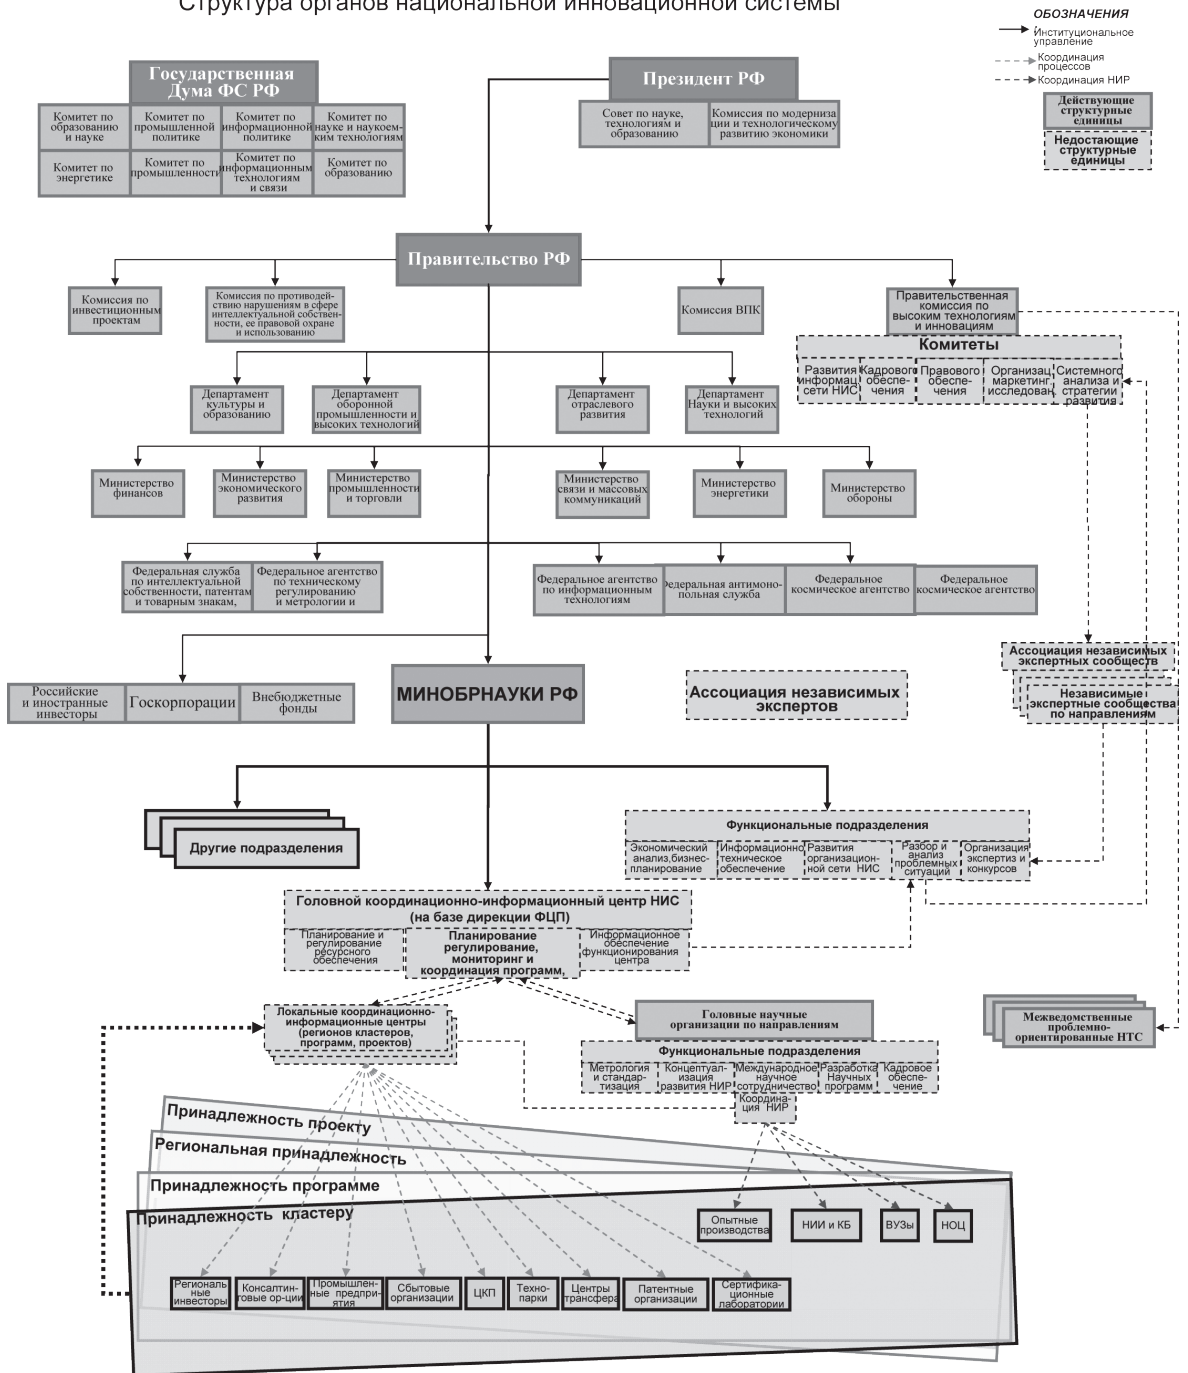 Структура органов национальной инновационной системы
ОБОЗНАЧЕНИЯ
Институциональное
управление
Координация
процессов
Координация НИР
Действующие
структурные
единицы
Недостающие
структурные
единицы
Государственная
Дума ФС РФ
Комитет по
образованию
и науке
Комитет по
промышленной
политике
Комитет по
информационной
политике
Комитет по
науке и наукоем-
ким технологиям
Комитет по
энергетике
Комитет по
промышленности
Комитет по
информационным
технологиям
и связи
Комитет по
образованию
Президент РФ
Совет по науке,
технологиям и
образованию
Комиссия по модерниза
ции и технологическому
развитию экономики
Правительство РФ
Комиссия по
инвестиционным
проектам
Комиссия по противодей-
ствию нарушениям в сфере
интеллектуальной собствен-
ности, ее правовой охране
и использованию
Комиссия ВПК
Правительственная
комиссия по
высоким технологиям
и инновациям
Комитеты
Развития
информац.
сети НИС
Кадрового
обеспе-
чения
Правового
обеспе-
чения
Организац.
маркетинг.
исследован.
Системного
анализа и
стратегии
развития
Департамент
культуры и
образованию
Департамент
оборонной
промышленности и
высоких технологий
Департамент
отраслевого
развития
Департамент
Науки и высоких
технологий
Министерство
финансов
Министерство
экономического
развития
Министерство
промышленности
и торговли
Министерство
связи и массовых
коммуникаций
Министерство
энергетики
Министерство
обороны
Федеральная служба
по интеллектуальной
собственности, патентам
и товарным знакам,
Федеральное агентство
по техническому
регулированию
и метрологии и
Федеральное агентство
по информационным
технологиям
Федеральная антимоно-
польная служба
Федеральное
космическое агентство
Федеральное
космическое агентство
Российские
и иностранные
инвесторы
Госкорпорации
Внебюджетные
фонды
МИНОБРНАУКИ РФ
Ассоциация независимых
экспертов
Ассоциация независимых
экспертных сообществ
Независимые
экспертные сообщества
по направлениям
Другие подразделения
Функциональные подразделения
Экономический
анализ,бизнес-
планирование
Информационно
техническое
обеспечение
Развития
организацион-
ной сети НИС
Разбор и
анализ
проблемных
ситуаций
Организация
экспертиз и
конкурсов
Головной координационно-информационный центр НИС
(на базе дирекции ФЦП)
Планирование и
регулирование
ресурсного
обеспечения
Планирование
регулирование,
мониторинг и
координация программ,
Информационное
обеспечение
функционирования
центра
Локальные координационно-
информационные центры
(регионов кластеров,
программ, проектов)
Головные научные
организации по направлениям
Функциональные подразделения
Метрология
и стандар-
тизация
Концептуал-
изация
развития НИР
Международное
научное
сотрудничество
Разработка
Научных
программ
Кадровое
обеспе-
чение
Координа-
ция НИР
Межведомственные
проблемно-
ориентированные НТС
Принадлежность проекту
Региональная принадлежность
Принадлежность программе
Принадлежность кластеру
Опытные
производства
НИИ и КБ
ВУЗы
НОЦ
Региональ
ные
инвесторы
Консалтин-
говые ор-ции
Промышлен-
ные предпри-
ятия
Сбытовые
организации
ЦКП
Техно-
парки
Центры
трансфера
Патентные
организации
Сертифика-
ционные
лаборатории